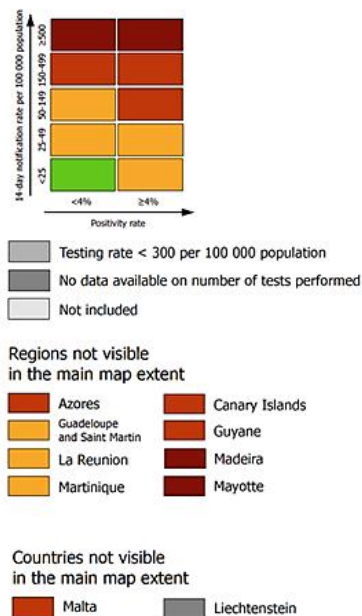 14-day notification rate per 100 000 population
≥500
150-499
50-149
25-49
<25
<4%
≥4%
Positivity rate
Testing rate < 300 per 100 000 population
No data available on number of tests performed
Not included
Regions not visible
in the main map extent
Azores
Canary Islands
Guadeloupe
and Saint Martin
Guyane
La Reunion
Madeira
Martinique
Mayotte
Countries not visible
in the main map extent
Malta
Liechtenstein